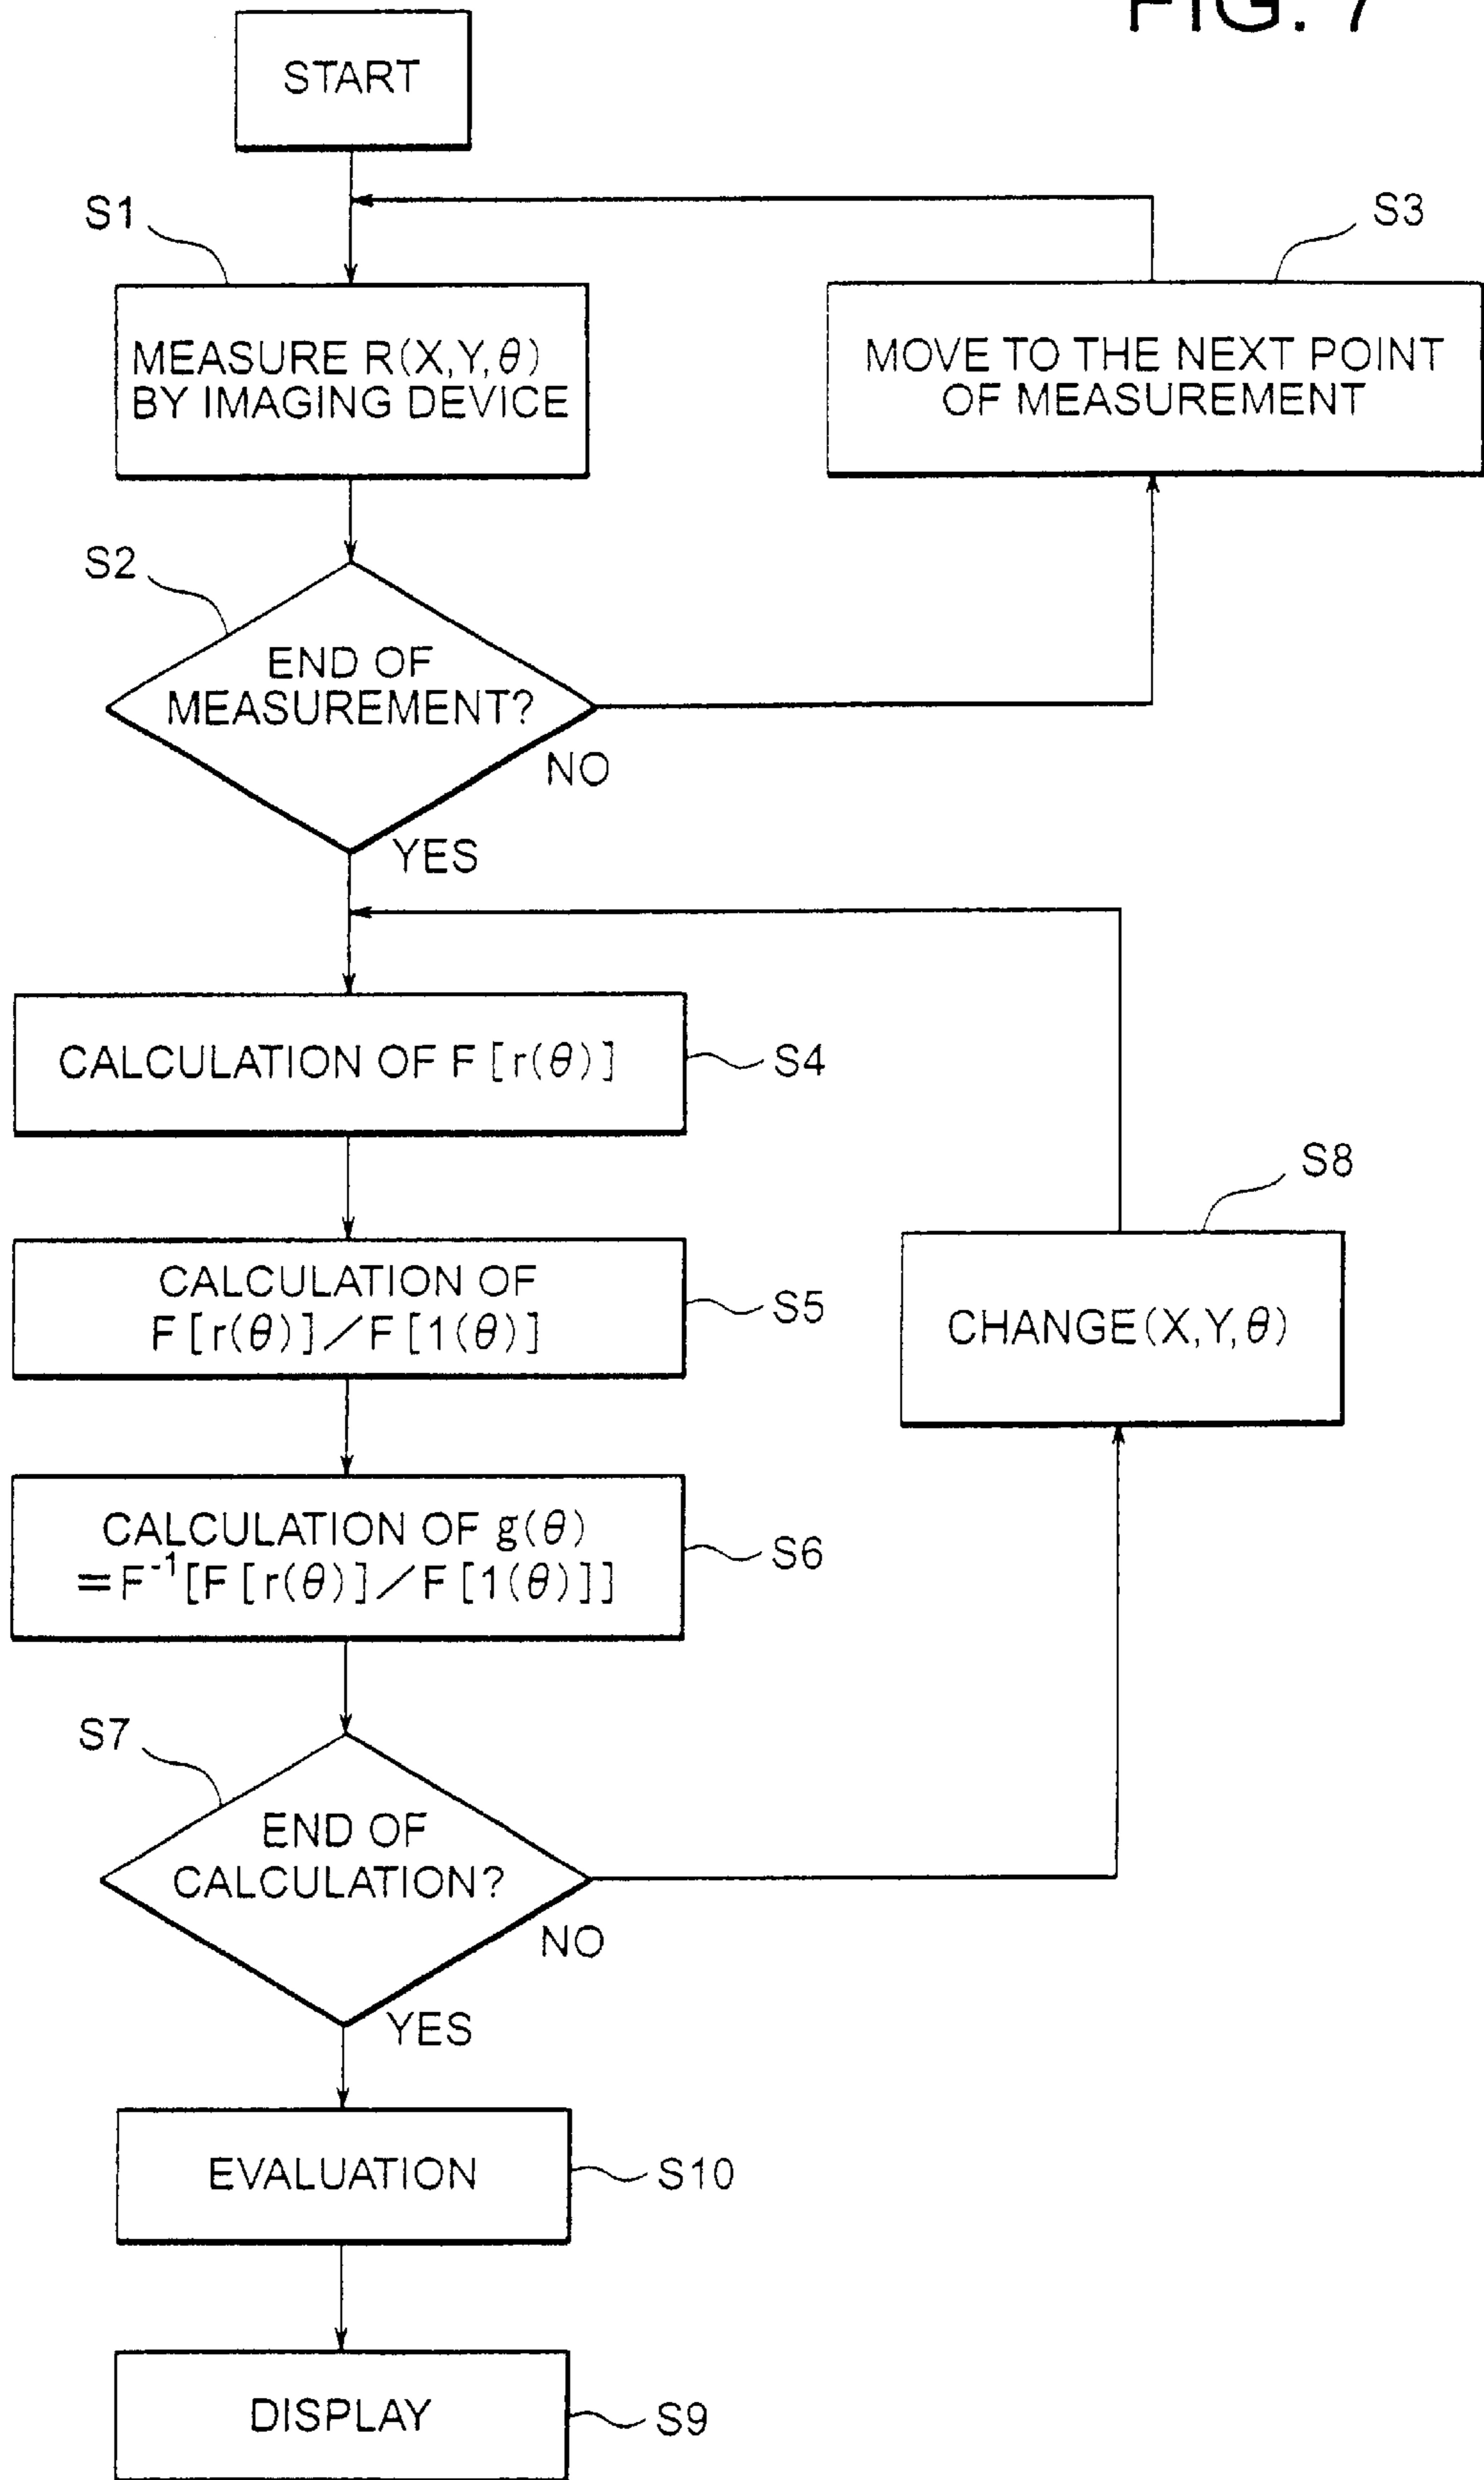 FIG. 7
START
S1
S3
MEASURE R(X,Y,θ)
BY IMAGING DEVICE
MOVE TO THE NEXT POINT
OF MEASUREMENT
S2
END OF
MEASUREMENT?
NO
YES
CALCULATION OF F[r(θ)]
S4
S8
CALCULATION OF
F[r(θ)]/F[1(θ)]
S5
CHANGE(X,Y,θ)
CALCULATION OF g(θ)
=F⁻¹[F[r(θ)]/F[1(θ)]]
S6
S7
END OF
CALCULATION?
NO
YES
EVALUATION
S10
DISPLAY
S9